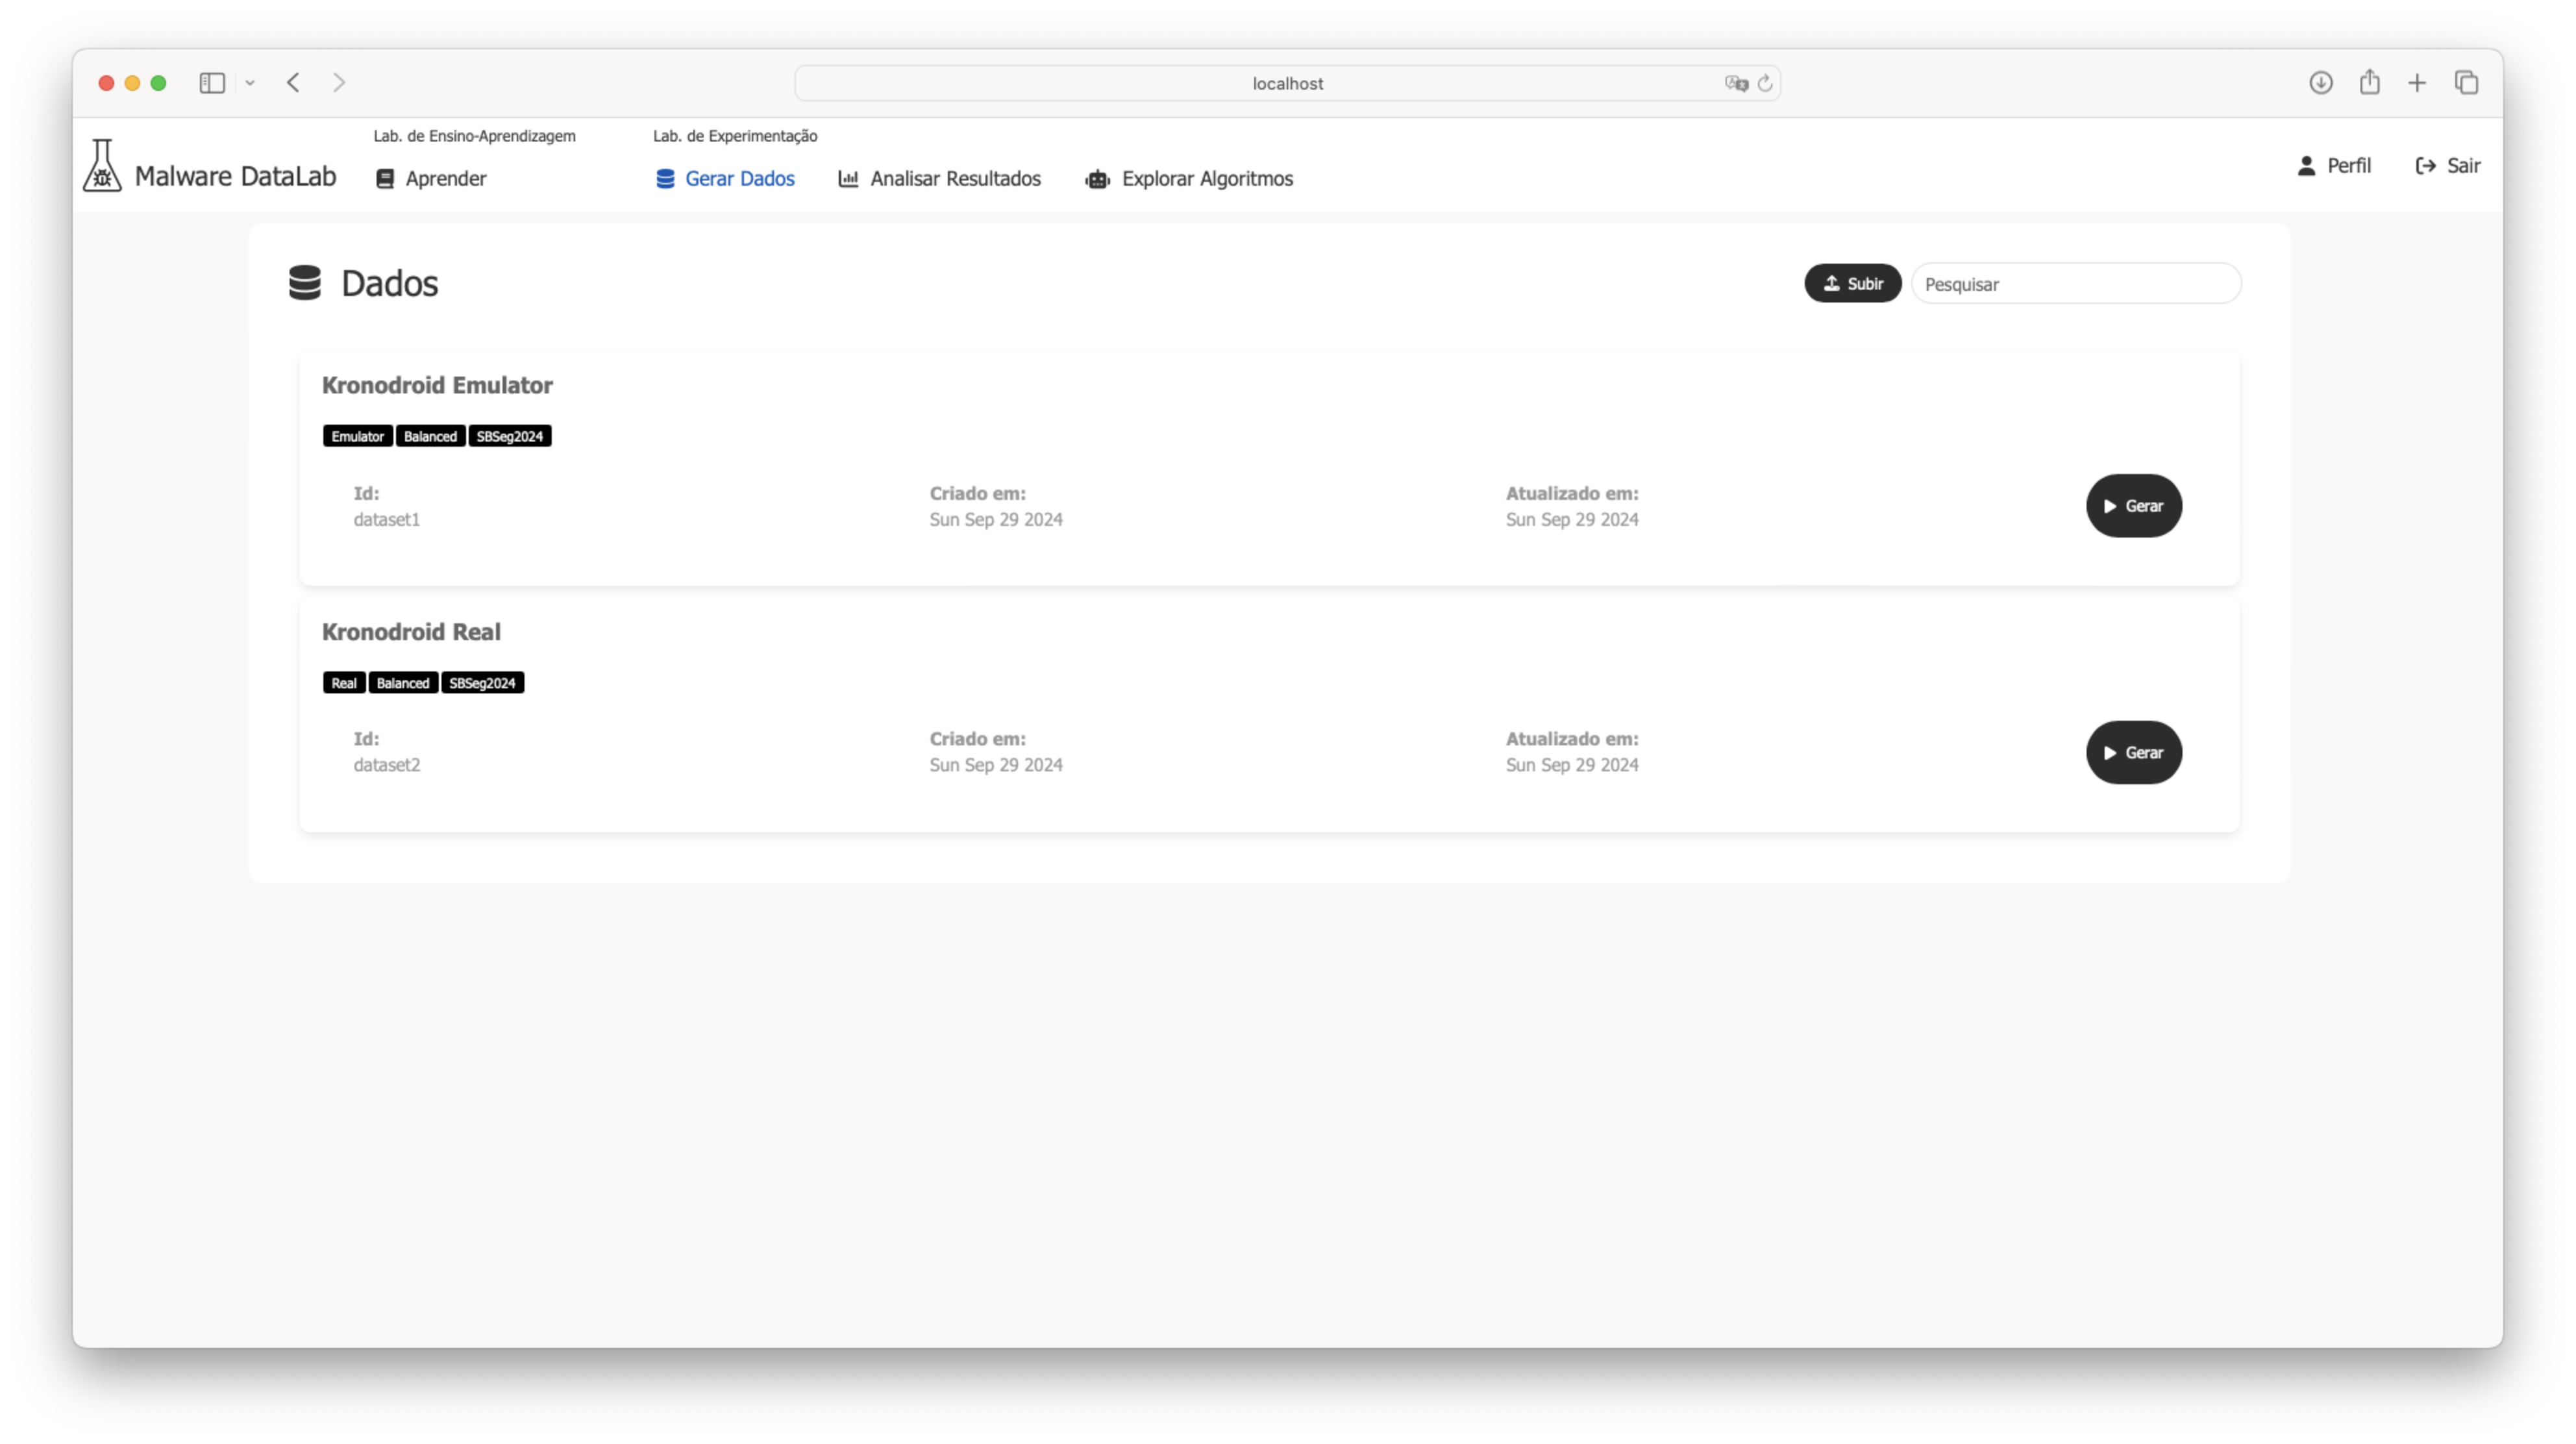 localhost
Lab. de Ensino-Aprendizagem
Lab. de Experimentação
Malware DataLab
Aprender
Gerar Dados
Analisar Resultados
Explorar Algoritmos
Perfil
Sair
Dados
Subir
Pesquisar
Kronodroid Emulator
Emulator Balanced SBSeg2024
Id:
dataset1
Criado em:
Sun Sep 29 2024
Atualizado em:
Sun Sep 29 2024
Gerar
Kronodroid Real
Real Balanced SBSeg2024
Id:
dataset2
Criado em:
Sun Sep 29 2024
Atualizado em:
Sun Sep 29 2024
Gerar